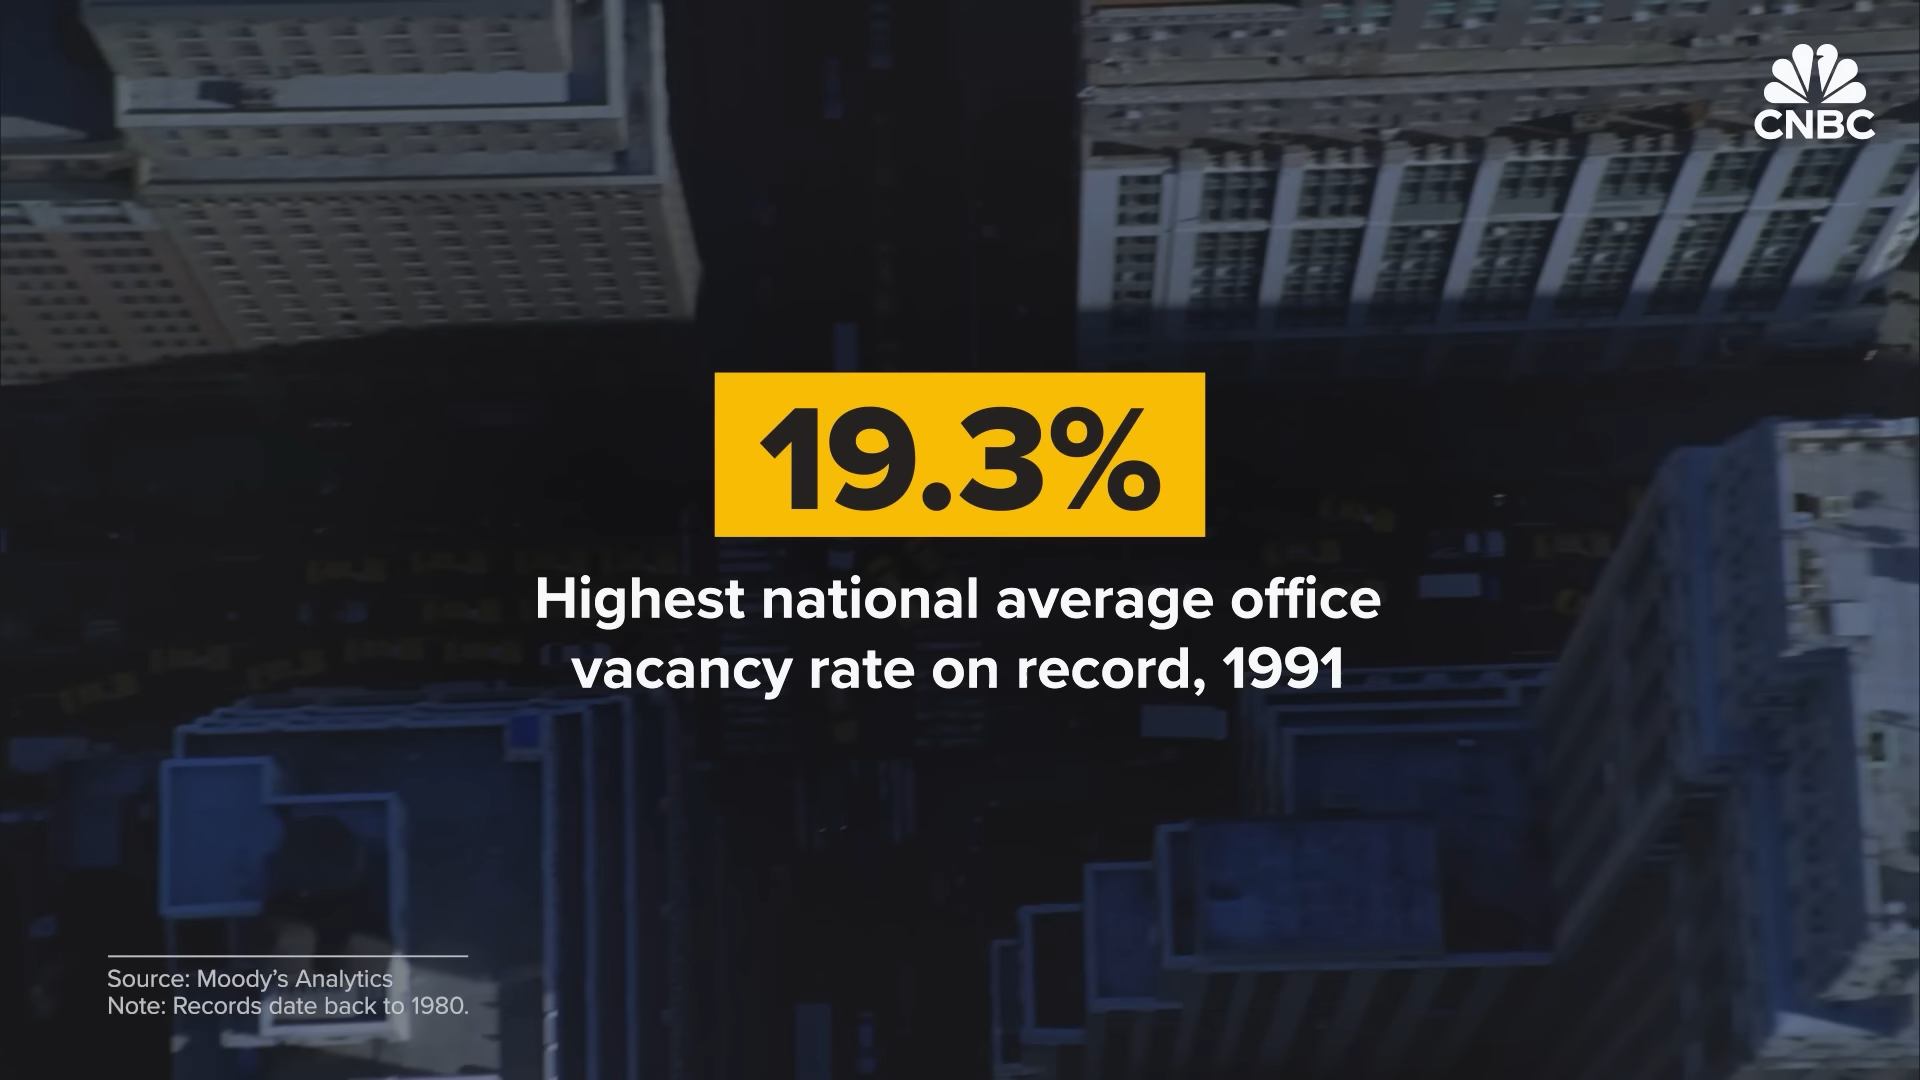 CNBC
19.3%
Highest national average office
vacancy rate on record, 1991
Source: Moody’s Analytics
Note: Records date back to 1980.